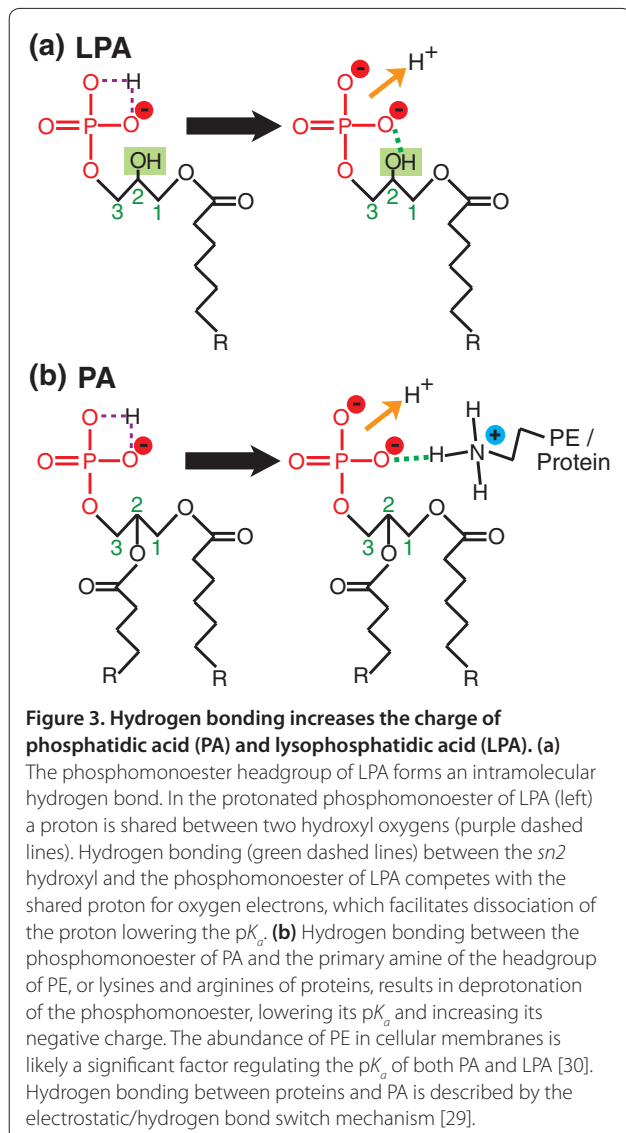 (a) LPA
O H H+
O=P O O
O OH O OH
2 O 2 O
3 1 O 3 1 O
R R
(b) PA
O H H+ H
O=P O O H N PE /
H Protein
O 2 O O 2 O
3 1 3 1
O O O O
O O
R R R R
Figure 3. Hydrogen bonding increases the charge of
phosphatidic acid (PA) and lysophosphatidic acid (LPA). (a)
The phosphomonoester headgroup of LPA forms an intramolecular
hydrogen bond. In the protonated phosphomonoester of LPA (left)
a proton is shared between two hydroxyl oxygens (purple dashed
lines). Hydrogen bonding (green dashed lines) between the sn2
hydroxyl and the phosphomonoester of LPA competes with the
shared proton for oxygen electrons, which facilitates dissociation of
the proton lowering the pKa. (b) Hydrogen bonding between the
phosphomonoester of PA and the primary amine of the headgroup
of PE, or lysines and arginines of proteins, results in deprotonation
of the phosphomonoester, lowering its pKa and increasing its
negative charge. The abundance of PE in cellular membranes is
likely a significant factor regulating the pKa of both PA and LPA [30].
Hydrogen bonding between proteins and PA is described by the
electrostatic/hydrogen bond switch mechanism [29].